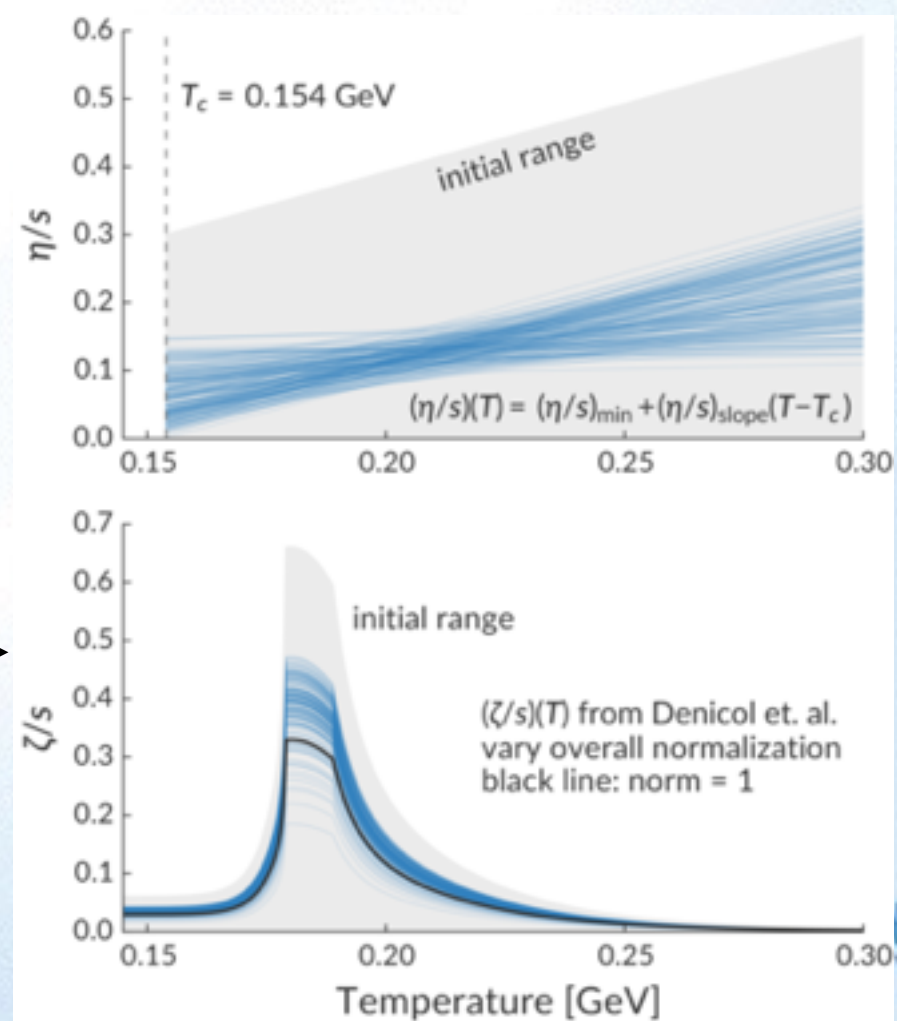 0.6
0.5
0.4
0.3
0.2
0.1
0.0
η/s
T_c = 0.154 GeV
initial range
(η/s)(T) = (η/s)min + (η/s)slope(T−T_c)
0.15 0.20 0.25 0.30
0.7
0.6
0.5
0.4
0.3
0.2
0.1
0.0
ζ/s
initial range
(ζ/s)(T) from Denicol et. al.
vary overall normalization
black line: norm = 1
0.15 0.20 0.25 0.30
Temperature [GeV]